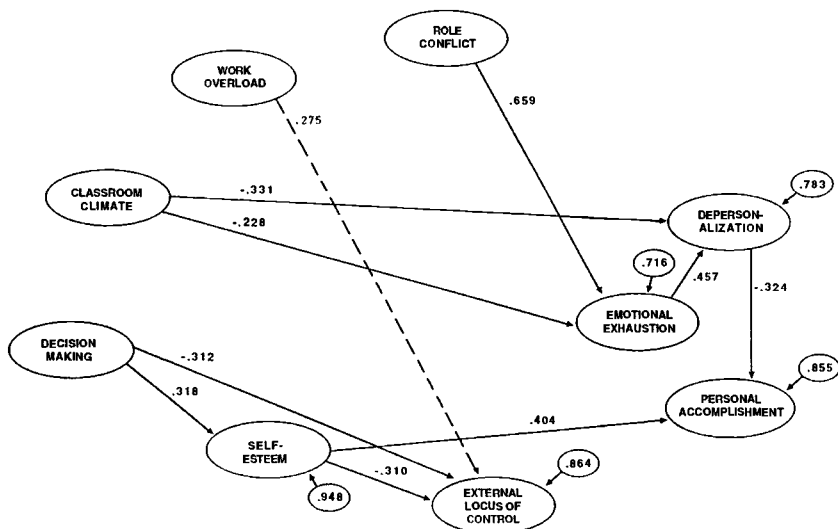 ROLE
CONFLICT
WORK
OVERLOAD
.275
.659
CLASSROOM
CLIMATE
-.331
-.228
.783
DEPERSON-
ALIZATION
.716
.457
-.324
EMOTIONAL
EXHAUSTION
DECISION
MAKING
-.312
.318
.855
PERSONAL
ACCOMPLISHMENT
.404
SELF-
ESTEEM
-.310
.948
.864
EXTERNAL
LOCUS OF
CONTROL